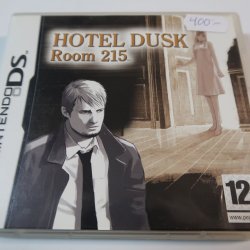 400:-
HOTEL DUSK
Room 215
NINTENDO DS
12